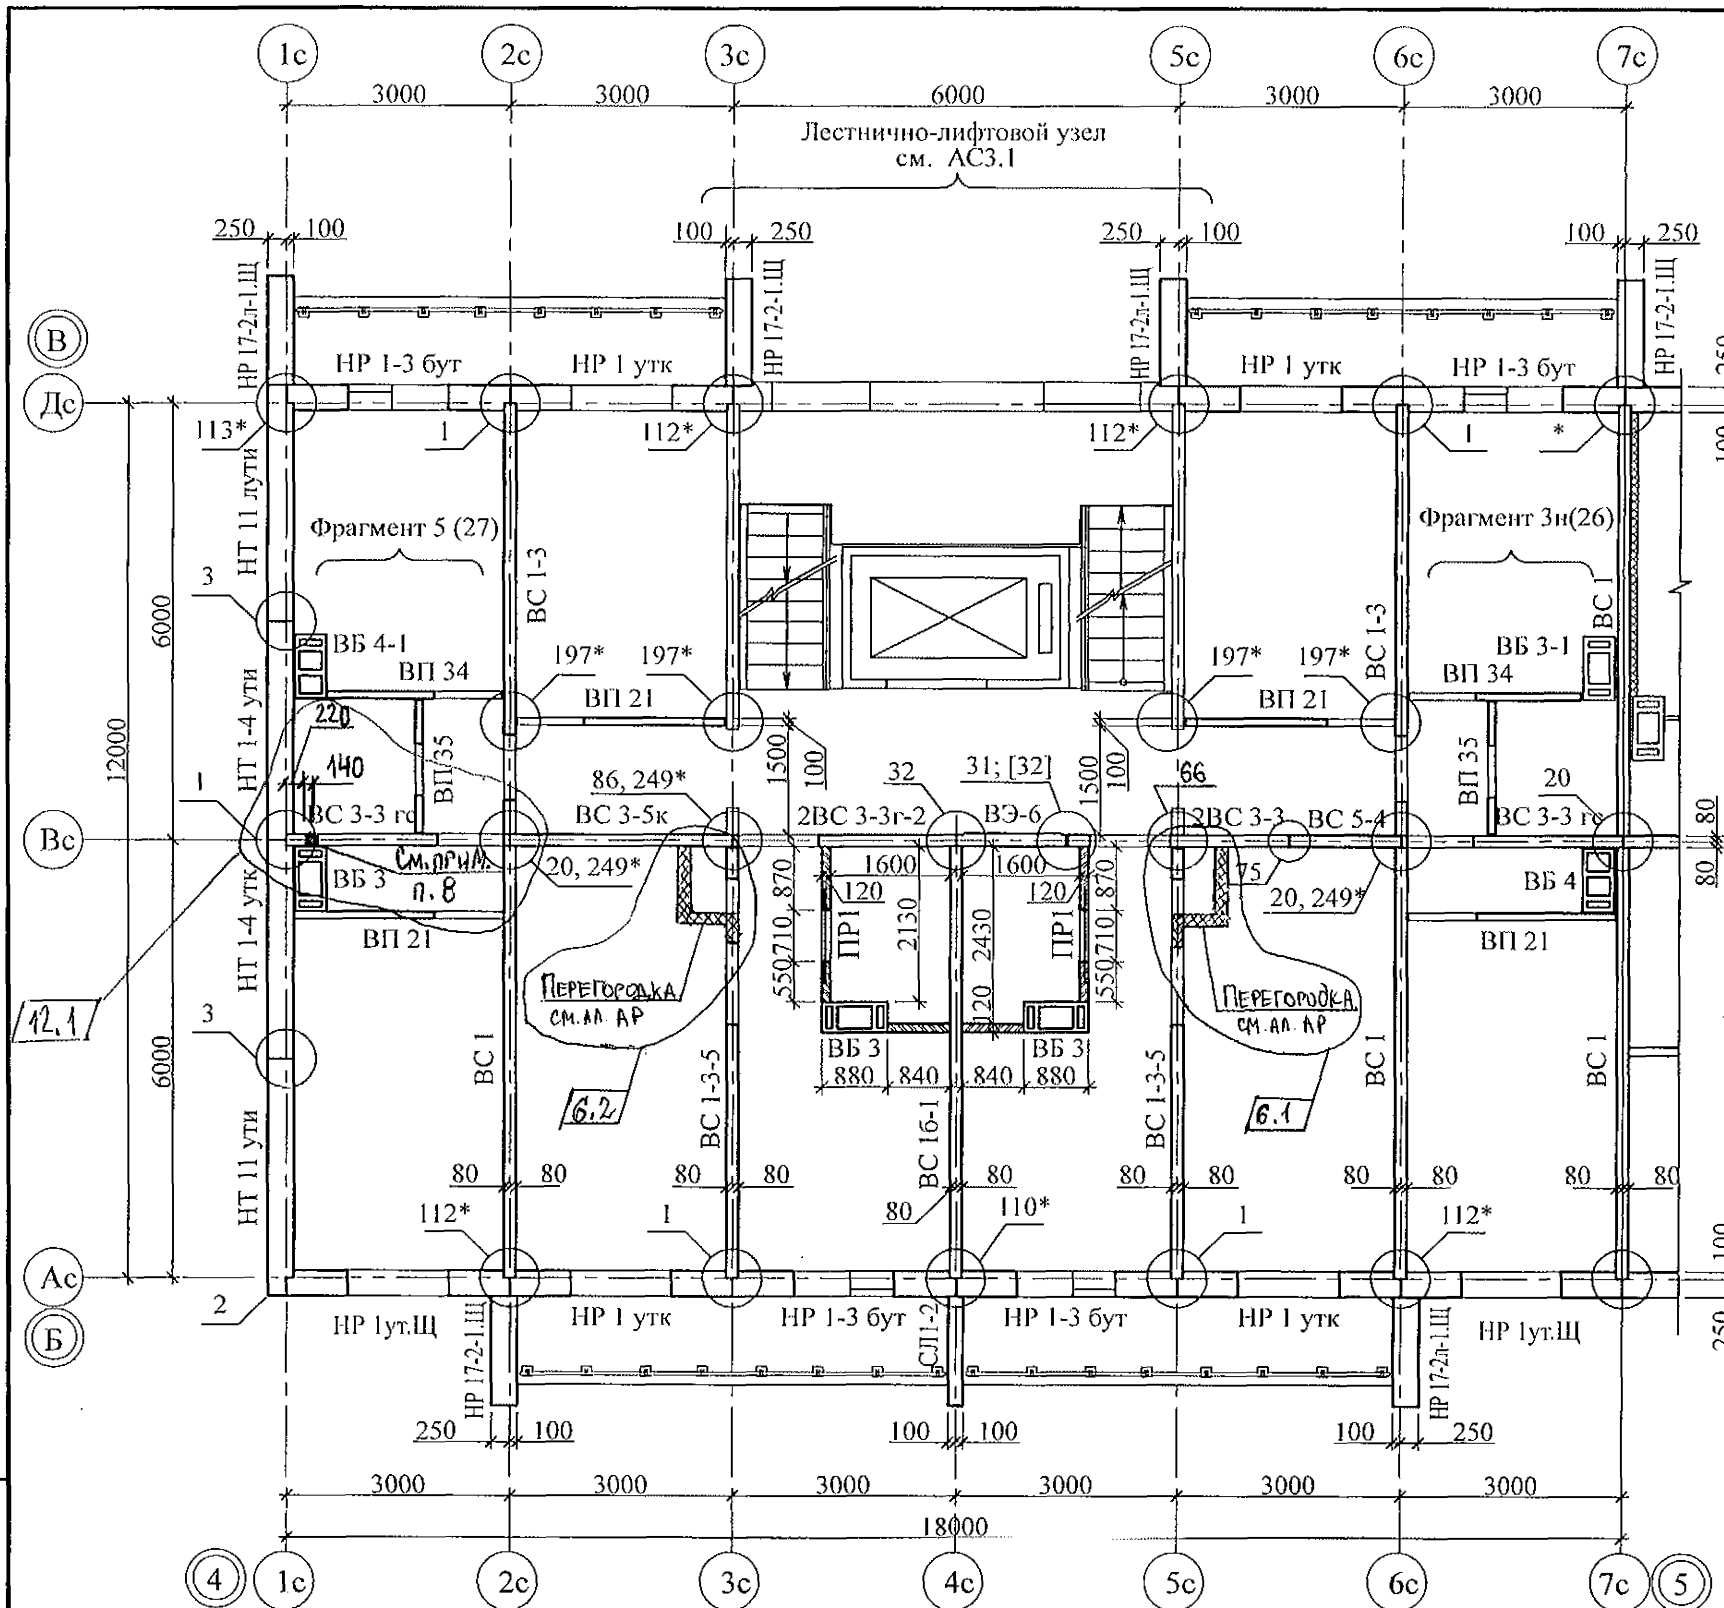 1с 2с 3с 5с 6с 7с
3000 3000 6000 3000 3000
Лестнично-лифтовой узел
см. АС3.1
250 100 100 250 250 100 100 250
НР 17-2л-1.Щ НР 17-2-1.Щ НР 17-2л-1.Щ НР 17-2-1.Щ
В
НР 1-3 бут НР 1 утк НР 1 утк НР 1-3 бут
250
Дс
113* 1 112* 112* 1 *
100
НТ 11 лути
Фрагмент 5 (27) Фрагмент 3н(26)
ВС 1-3
3
6000
ВС 1
ВС 1-3
ВБ 4-1 ВБ 3-1
ВП 34 197* 197* 197* 197* ВП 34
ВП 21 ВП 21
НТ 1-4 ути
220
12000
1500 100 1500 100
ВП 35 ВП 35
140
1 86, 249* 32 31; [32] 66 20
ВС 3-3 гс ВС 3-5к 2ВС 3-3г-2 ВЭ-6 2ВС 3-3 ВС 5-4 ВС 3-3 гс
80
Вс
См.прим.
п. 8
ВБ 3 20, 249* 1600 1600 75 20, 249* ВБ 4
80
120 120
870 870
НТ 1-4 утк
ВП 21 ВП 21
710 2130 2430 710
ПР1 ПР1
550 550
120
Перегородка
см. ал. АР
Перегородка
см. ал. АР
12.1
3
6000
ВБ 3 ВБ 3
880 840 840 880
6.2 6.1
ВС 1 ВС 1-3-5 ВС 1б-1 ВС 1-3-5 ВС 1 ВС 1
НТ 11 ути
80 80 80 80 80 80 80 80 80 80 80
80
112* 1 110* 1 112*
100
Ас
2
НР 1ут.Щ НР 1 утк НР 1-3 бут НР 1-3 бут НР 1 утк НР 1ут.Щ
250
Б
НР 17-2-1.Щ СЛ1-2 НР 17-2л-1.Щ
250 100 100 100 100 250
3000 3000 3000 3000 3000 3000
18000
4 1с 2с 3с 4с 5с 6с 7с 5